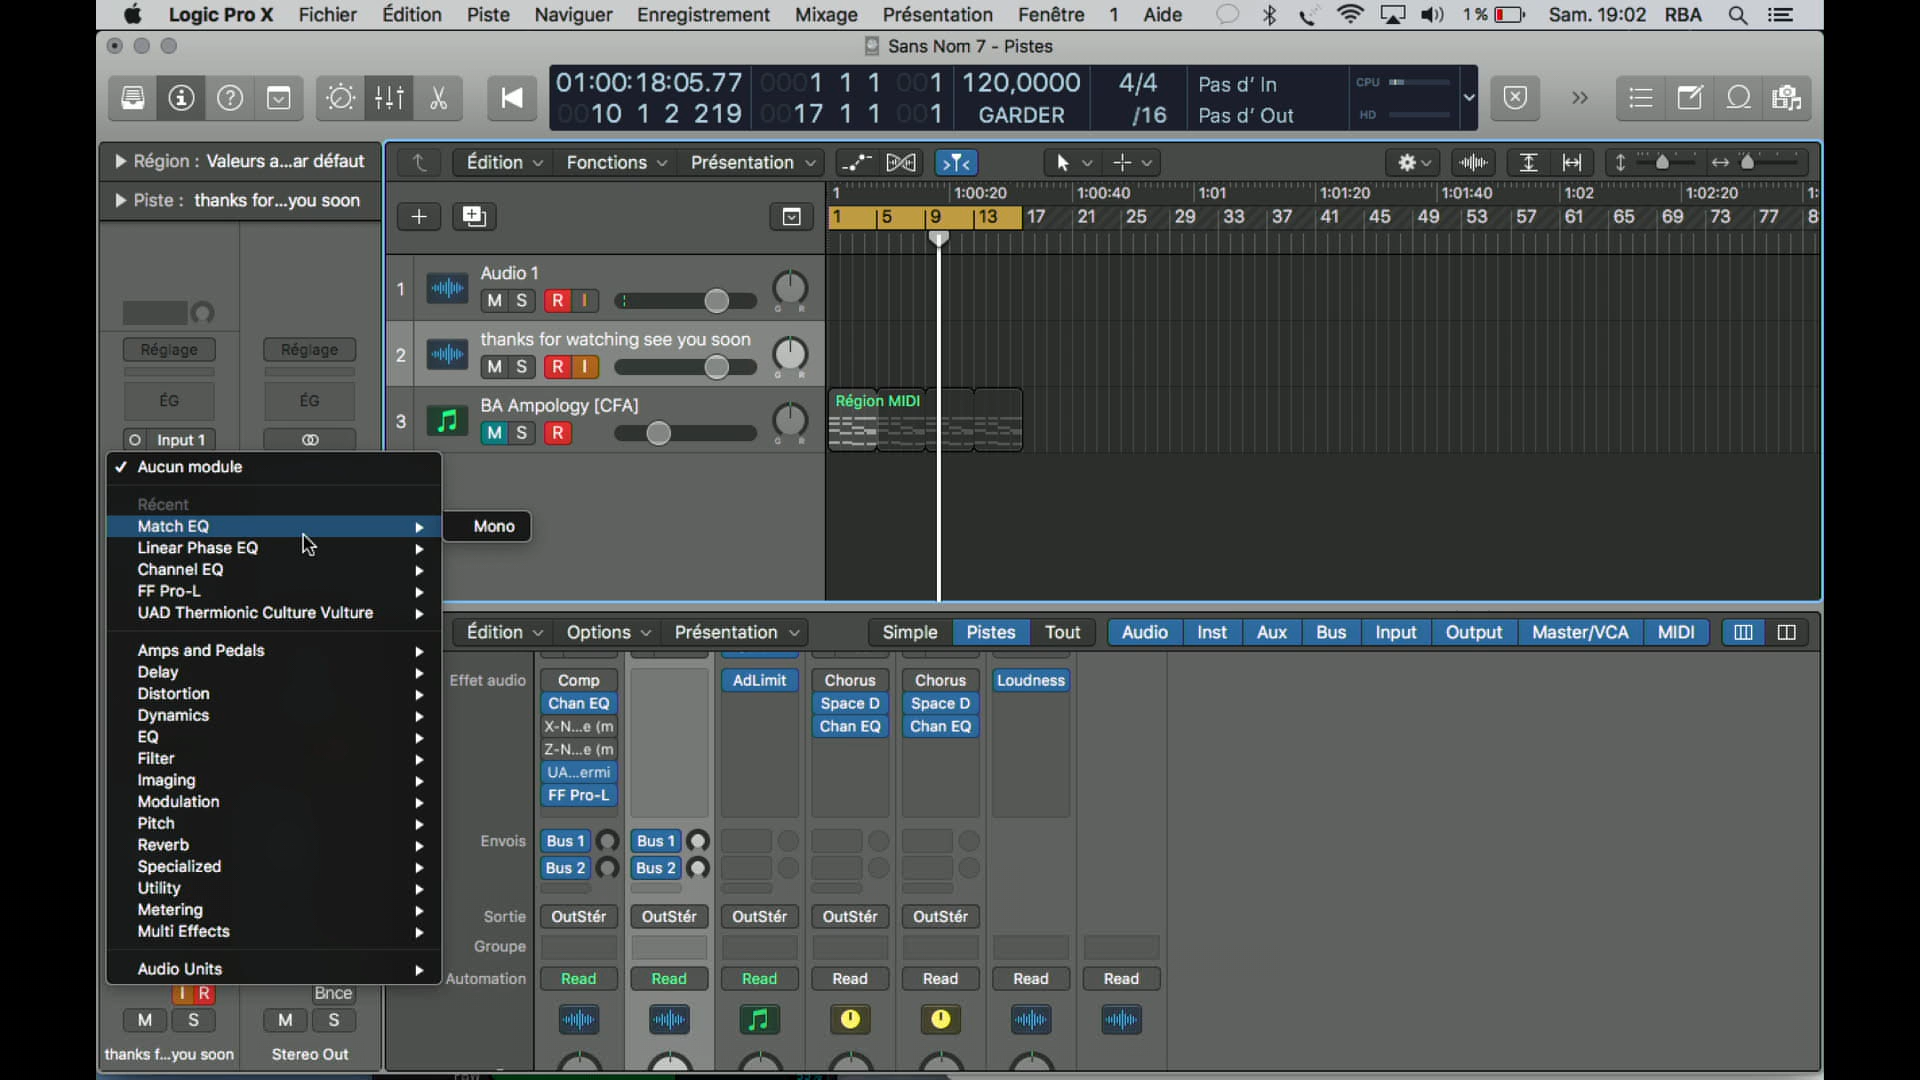 Logic Pro X Fichier Édition Piste Naviguer Enregistrement Mixage Présentation Fenêtre 1 Aide 1 % Sam. 19:02 RBA
Sans Nom 7 - Pistes
01:00:18:05.77 0001 1 1 001 120,0000 4/4 Pas d' In CPU
0010 1 2 219 0017 1 1 001 GARDER /16 Pas d' Out HD
Région : Valeurs a...ar défaut
Piste : thanks for...you soon
Édition Fonctions Présentation
1 1:00:20 1:00:40 1:01 1:01:20 1:01:40 1:02 1:02:20 1:
1 5 9 13 17 21 25 29 33 37 41 45 49 53 57 61 65 69 73 77 8
1 Audio 1
M S R I
G R
2 thanks for watching see you soon
M S R I
G R
3 BA Ampology [CFA]
M S R
G R
Région MIDI
Réglage Réglage
ÉG ÉG
Input 1
Aucun module
Récent
Match EQ
Mono
Linear Phase EQ
Channel EQ
FF Pro-L
UAD Thermionic Culture Vulture
Amps and Pedals
Delay
Distortion
Dynamics
EQ
Filter
Imaging
Modulation
Pitch
Reverb
Specialized
Utility
Metering
Multi Effects
Audio Units
I R Bnce
M S M S
thanks f...you soon Stereo Out
Édition Options Présentation Simple Pistes Tout Audio Inst Aux Bus Input Output Master/VCA MIDI
Effet audio Comp AdLimit Chorus Chorus Loudness
Chan EQ Space D Space D
X-N...e (m Chan EQ Chan EQ
Z-N...e (m
UA...ermi
FF Pro-L
Envois Bus 1 Bus 1
Bus 2 Bus 2
Sortie OutStér OutStér OutStér OutStér OutStér
Groupe
Automation Read Read Read Read Read Read Read